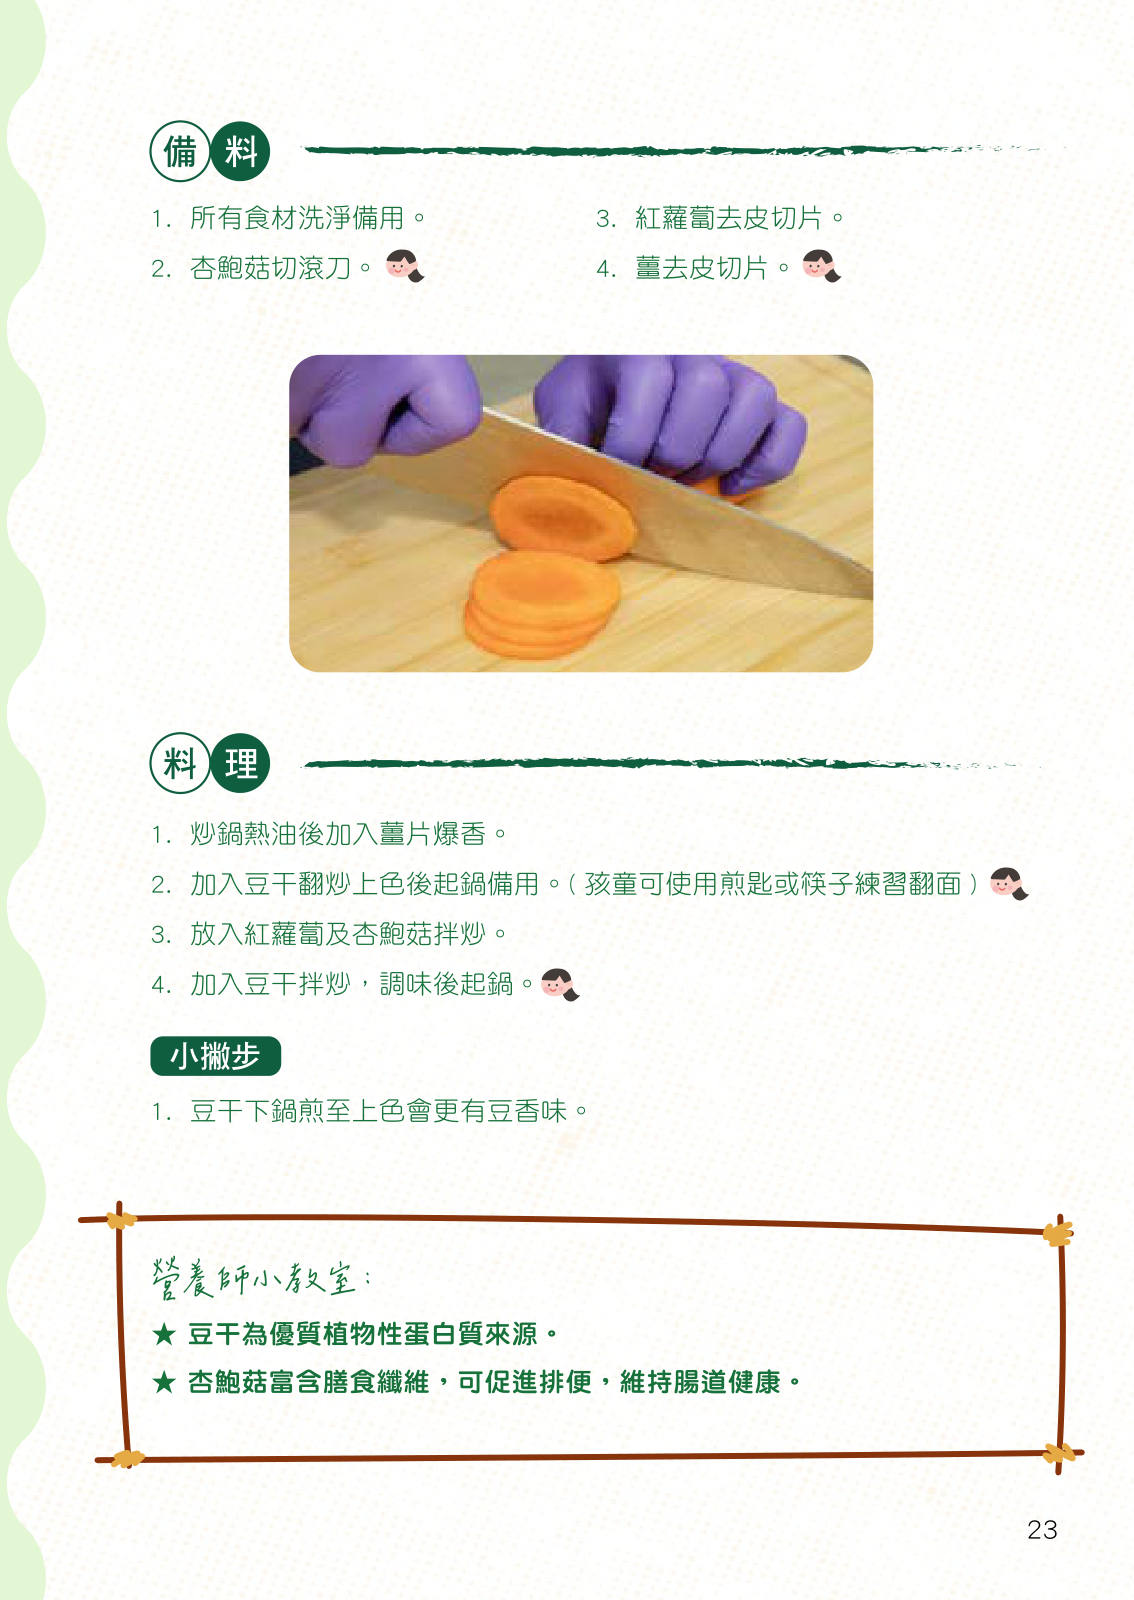 備料
1. 所有食材洗淨備用。
2. 杏鮑菇切滾刀。
3. 紅蘿蔔去皮切片。
4. 薑去皮切片。
料理
1. 炒鍋熱油後加入薑片爆香。
2. 加入豆干翻炒上色後起鍋備用。( 孩童可使用煎匙或筷子練習翻面 )
3. 放入紅蘿蔔及杏鮑菇拌炒。
4. 加入豆干拌炒，調味後起鍋。
小撇步
1. 豆干下鍋煎至上色會更有豆香味。
營養師小教室:
★ 豆干為優質植物性蛋白質來源。
★ 杏鮑菇富含膳食纖維，可促進排便，維持腸道健康。
23